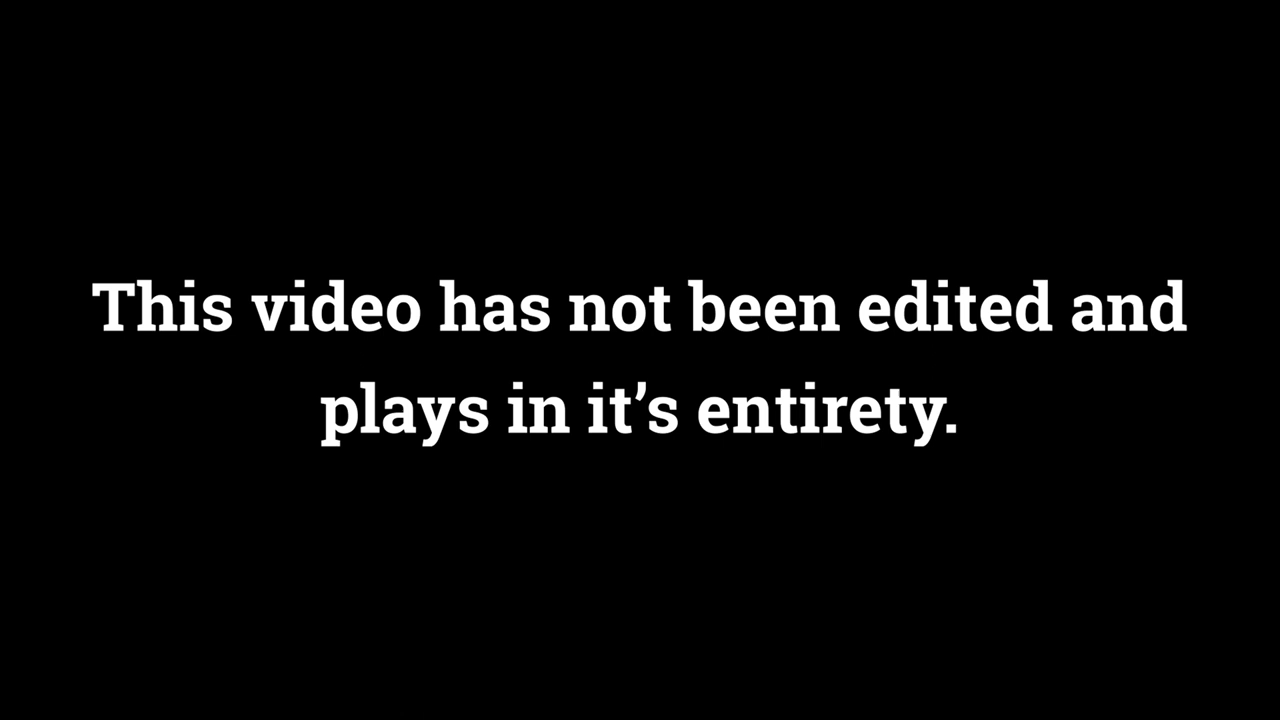 This video has not been edited and
plays in it’s entirety.